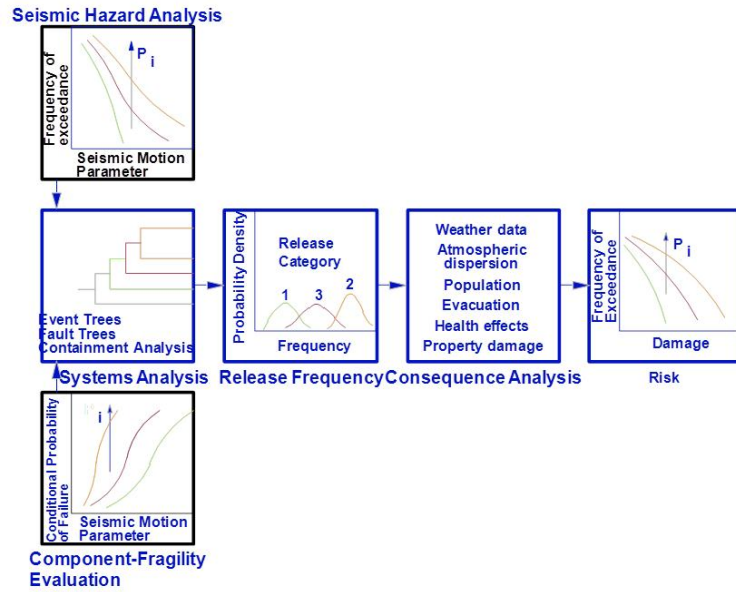 Seismic Hazard Analysis
Frequency of
exceedance
P i
Seismic Motion
Parameter
Event Trees
Fault Trees
Containment Analysis
Systems Analysis
Probability Density
Release
Category
1
3
2
Frequency
Release Frequency
Weather data
Atmospheric
dispersion
Population
Evacuation
Health effects
Property damage
Consequence Analysis
Frequency of
Exceedance
P i
Damage
Risk
Conditional Probability
of Failure
i
Seismic Motion
Parameter
Component-Fragility
Evaluation